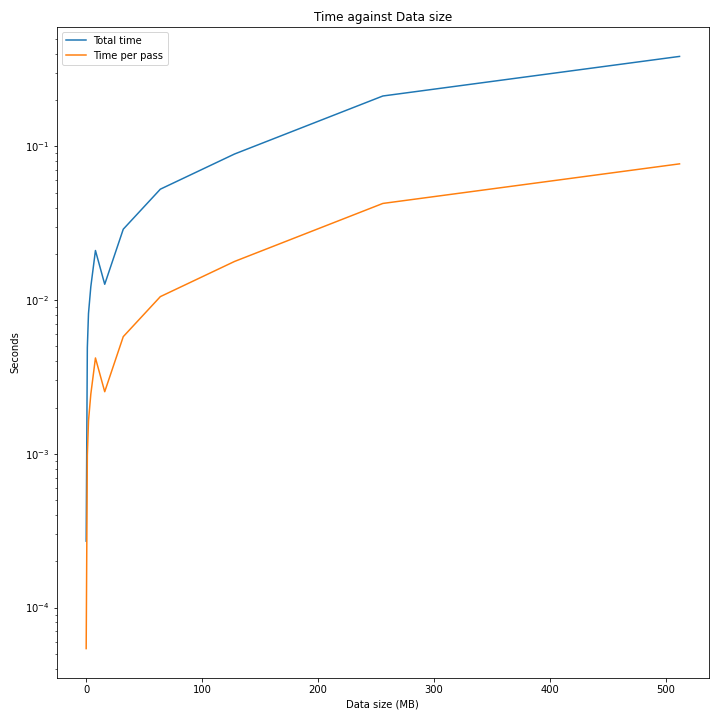 Time against Data size
Total time
Time per pass
10⁻¹
10⁻²
10⁻³
10⁻⁴
Seconds
0 100 200 300 400 500
Data size (MB)